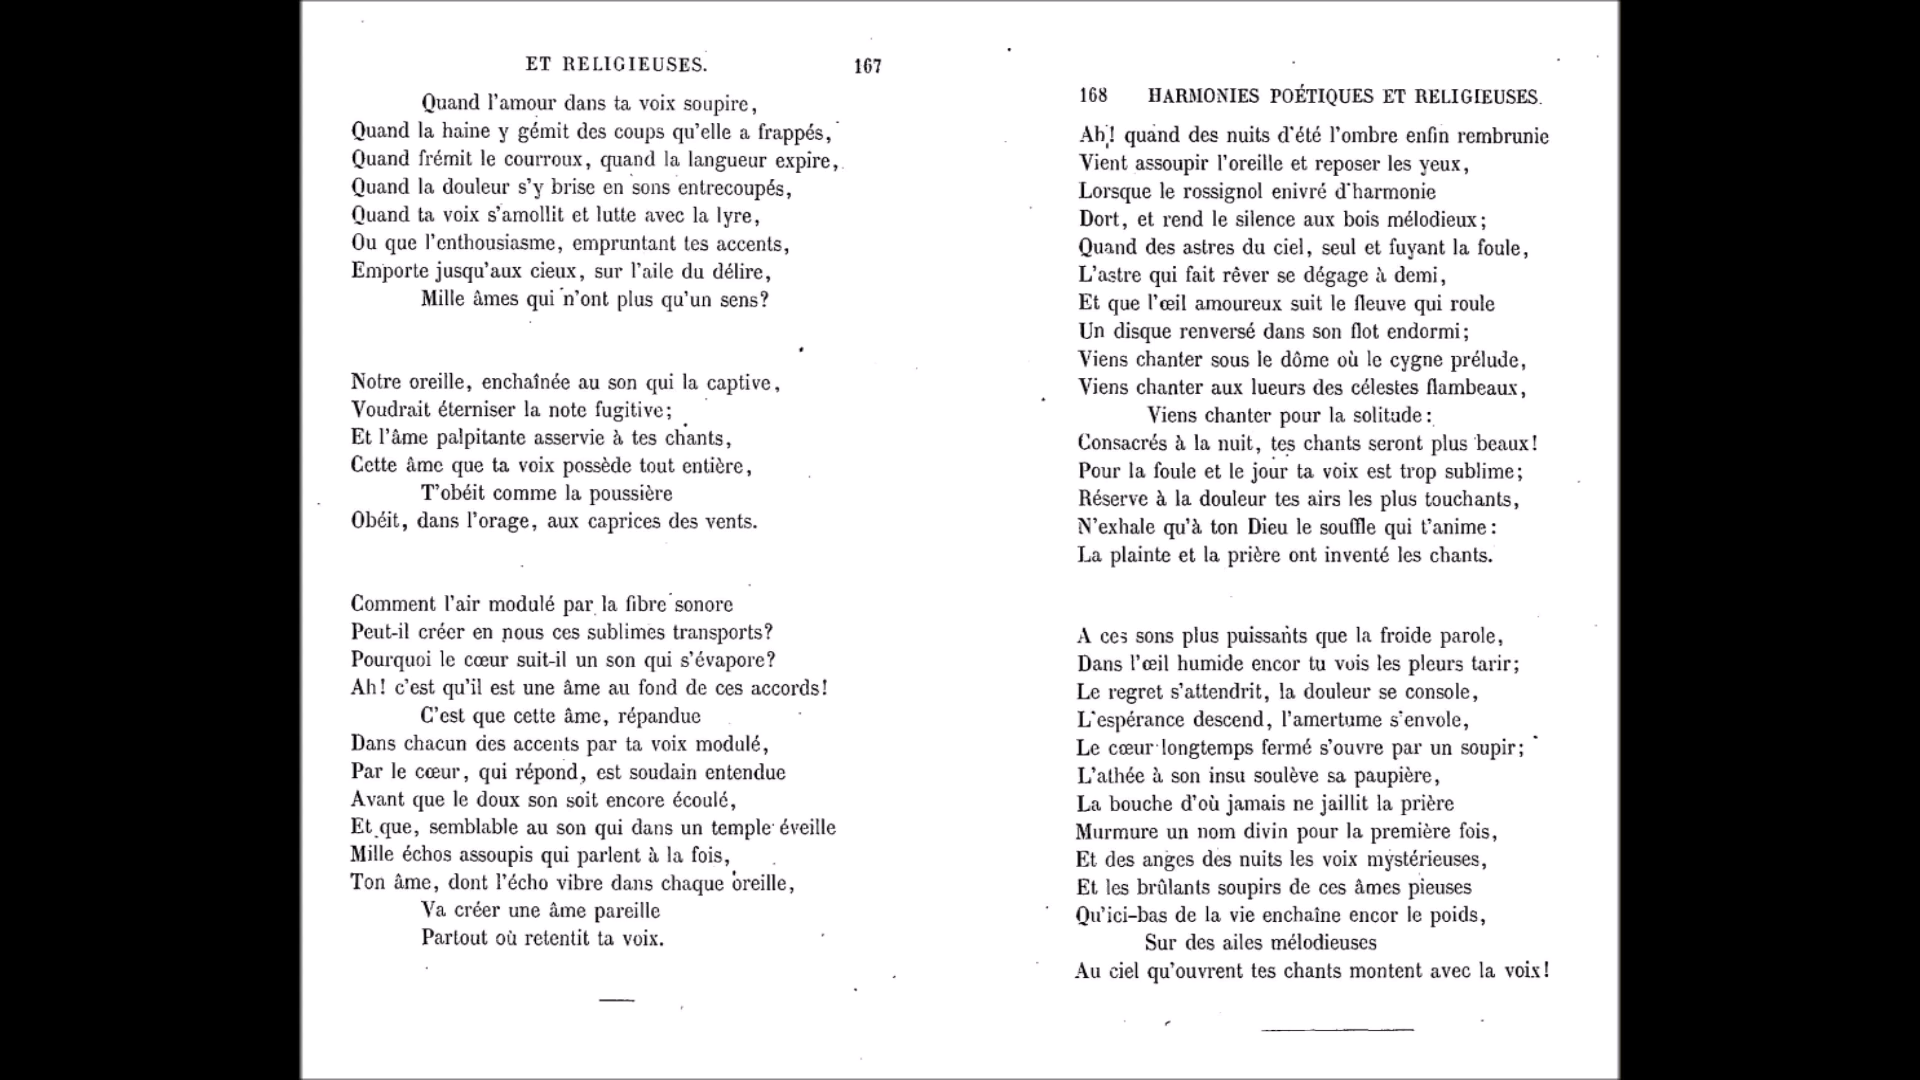 ET RELIGIEUSES. 167
Quand l'amour dans ta voix soupire,
Quand la haine y gémit des coups qu'elle a frappés,
Quand frémit le courroux, quand la langueur expire,
Quand la douleur s'y brise en sons entrecoupés,
Quand ta voix s'amollit et lutte avec la lyre,
Ou que l'enthousiasme, empruntant tes accents,
Emporte jusqu'aux cieux, sur l'aile du délire,
Mille âmes qui n'ont plus qu'un sens?
Notre oreille, enchaînée au son qui la captive,
Voudrait éterniser la note fugitive;
Et l'âme palpitante asservie à tes chants,
Cette âme que ta voix possède tout entière,
T'obéit comme la poussière
Obéit, dans l'orage, aux caprices des vents.
Comment l'air modulé par la fibre sonore
Peut-il créer en nous ces sublimes transports?
Pourquoi le cœur suit-il un son qui s'évapore?
Ah! c'est qu'il est une âme au fond de ces accords!
C'est que cette âme, répandue
Dans chacun des accents par ta voix modulé,
Par le cœur, qui répond, est soudain entendue
Avant que le doux son soit encore écoulé,
Et que, semblable au son qui dans un temple éveille
Mille échos assoupis qui parlent à la fois,
Ton âme, dont l'écho vibre dans chaque oreille,
Va créer une âme pareille
Partout où retentit ta voix.
168 HARMONIES POÉTIQUES ET RELIGIEUSES.
Ah! quand des nuits d'été l'ombre enfin rembrunie
Vient assoupir l'oreille et reposer les yeux,
Lorsque le rossignol enivré d'harmonie
Dort, et rend le silence aux bois mélodieux;
Quand des astres du ciel, seul et fuyant la foule,
L'astre qui fait rêver se dégage à demi,
Et que l'œil amoureux suit le fleuve qui roule
Un disque renversé dans son flot endormi;
Viens chanter sous le dôme où le cygne prélude,
Viens chanter aux lueurs des célestes flambeaux,
Viens chanter pour la solitude:
Consacrés à la nuit, tes chants seront plus beaux!
Pour la foule et le jour ta voix est trop sublime;
Réserve à la douleur tes airs les plus touchants,
N'exhale qu'à ton Dieu le souffle qui t'anime:
La plainte et la prière ont inventé les chants.
A ces sons plus puissants que la froide parole,
Dans l'œil humide encor tu vois les pleurs tarir;
Le regret s'attendrit, la douleur se console,
L'espérance descend, l'amertume s'envole,
Le cœur longtemps fermé s'ouvre par un soupir;
L'athée à son insu soulève sa paupière,
La bouche d'où jamais ne jaillit la prière
Murmure un nom divin pour la première fois,
Et des anges des nuits les voix mystérieuses,
Et les brûlants soupirs de ces âmes pieuses
Qu'ici-bas de la vie enchaîne encor le poids,
Sur des ailes mélodieuses
Au ciel qu'ouvrent tes chants montent avec la voix!